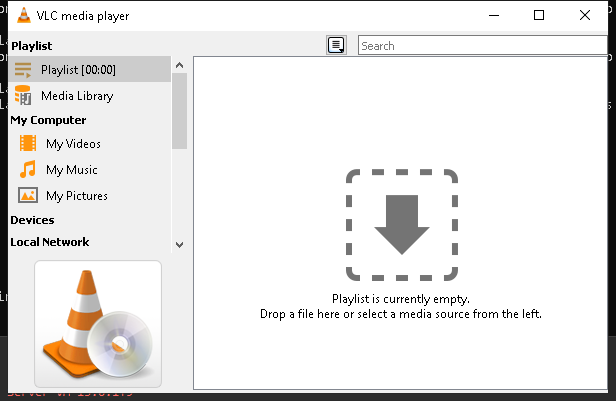 VLC media player
Playlist
Search
Playlist [00:00]
Media Library
My Computer
My Videos
My Music
My Pictures
Devices
Local Network
Playlist is currently empty.
Drop a file here or select a media source from the left.